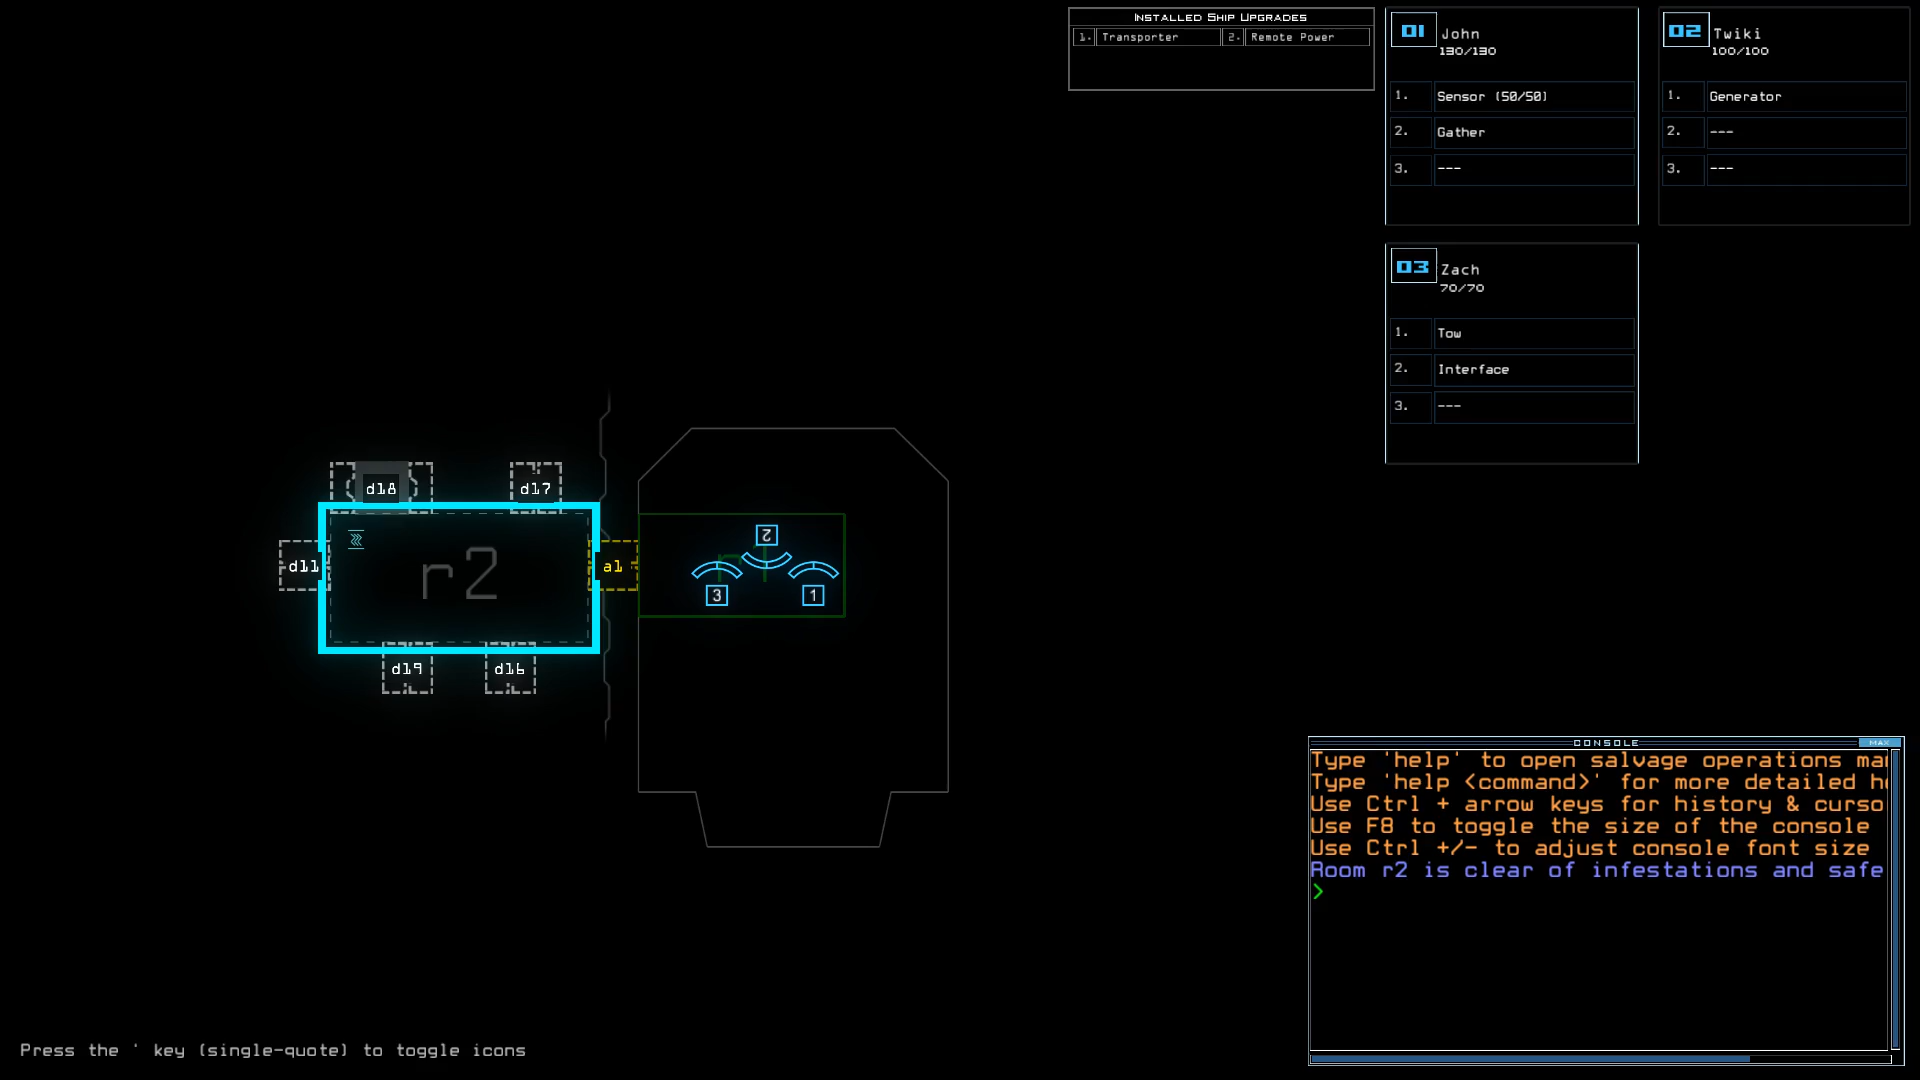 Installed Ship Upgrades
1. Transporter 2. Remote Power
01 John
130/130
1. Sensor (50/50)
2. Gather
3. ---
02 Twiki
100/100
1. Generator
2. ---
3. ---
03 Zach
70/70
1. Tow
2. Interface
3. ---
d18 d17
d11 r2 a1
d19 d16
2
3 1
CONSOLE MAX
Type 'help' to open salvage operations ma
Type 'help <command>' for more detailed h
Use Ctrl + arrow keys for history & curso
Use F8 to toggle the size of the console
Use Ctrl +/- to adjust console font size
Room r2 is clear of infestations and safe
>
Press the ' key (single-quote) to toggle icons